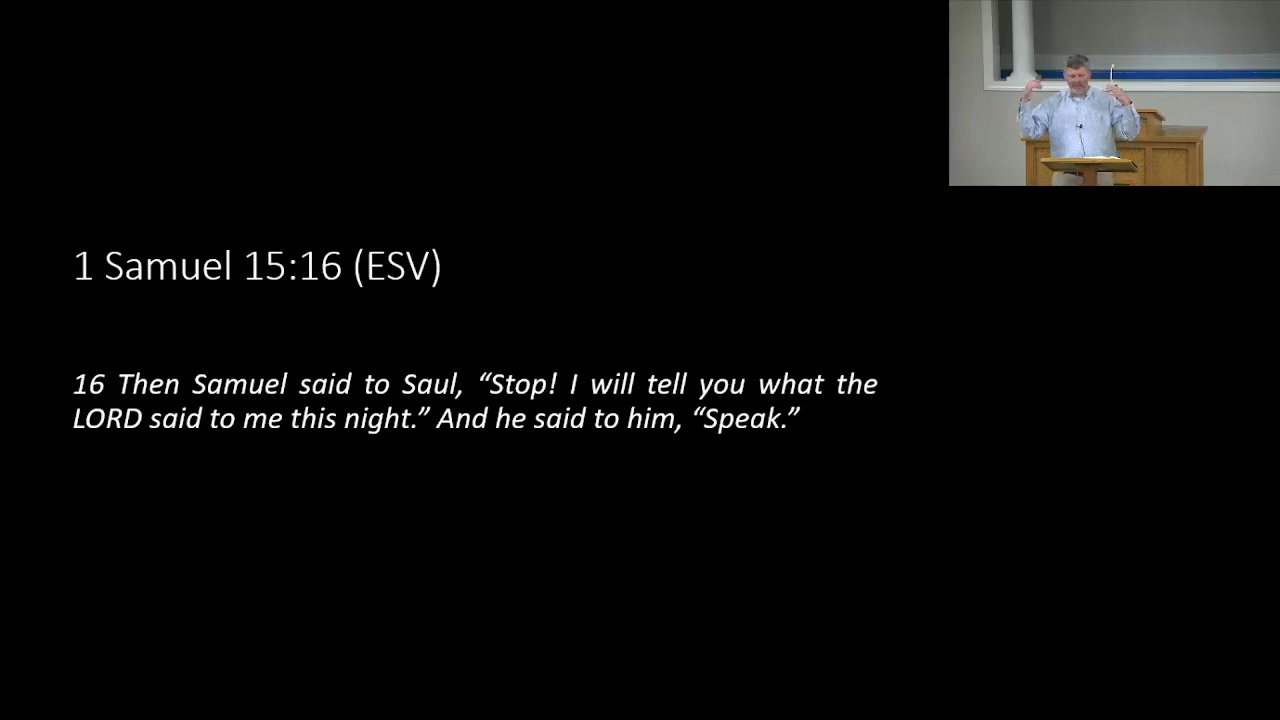 1 Samuel 15:16 (ESV)
16 Then Samuel said to Saul, “Stop! I will tell you what the
LORD said to me this night.” And he said to him, “Speak.”